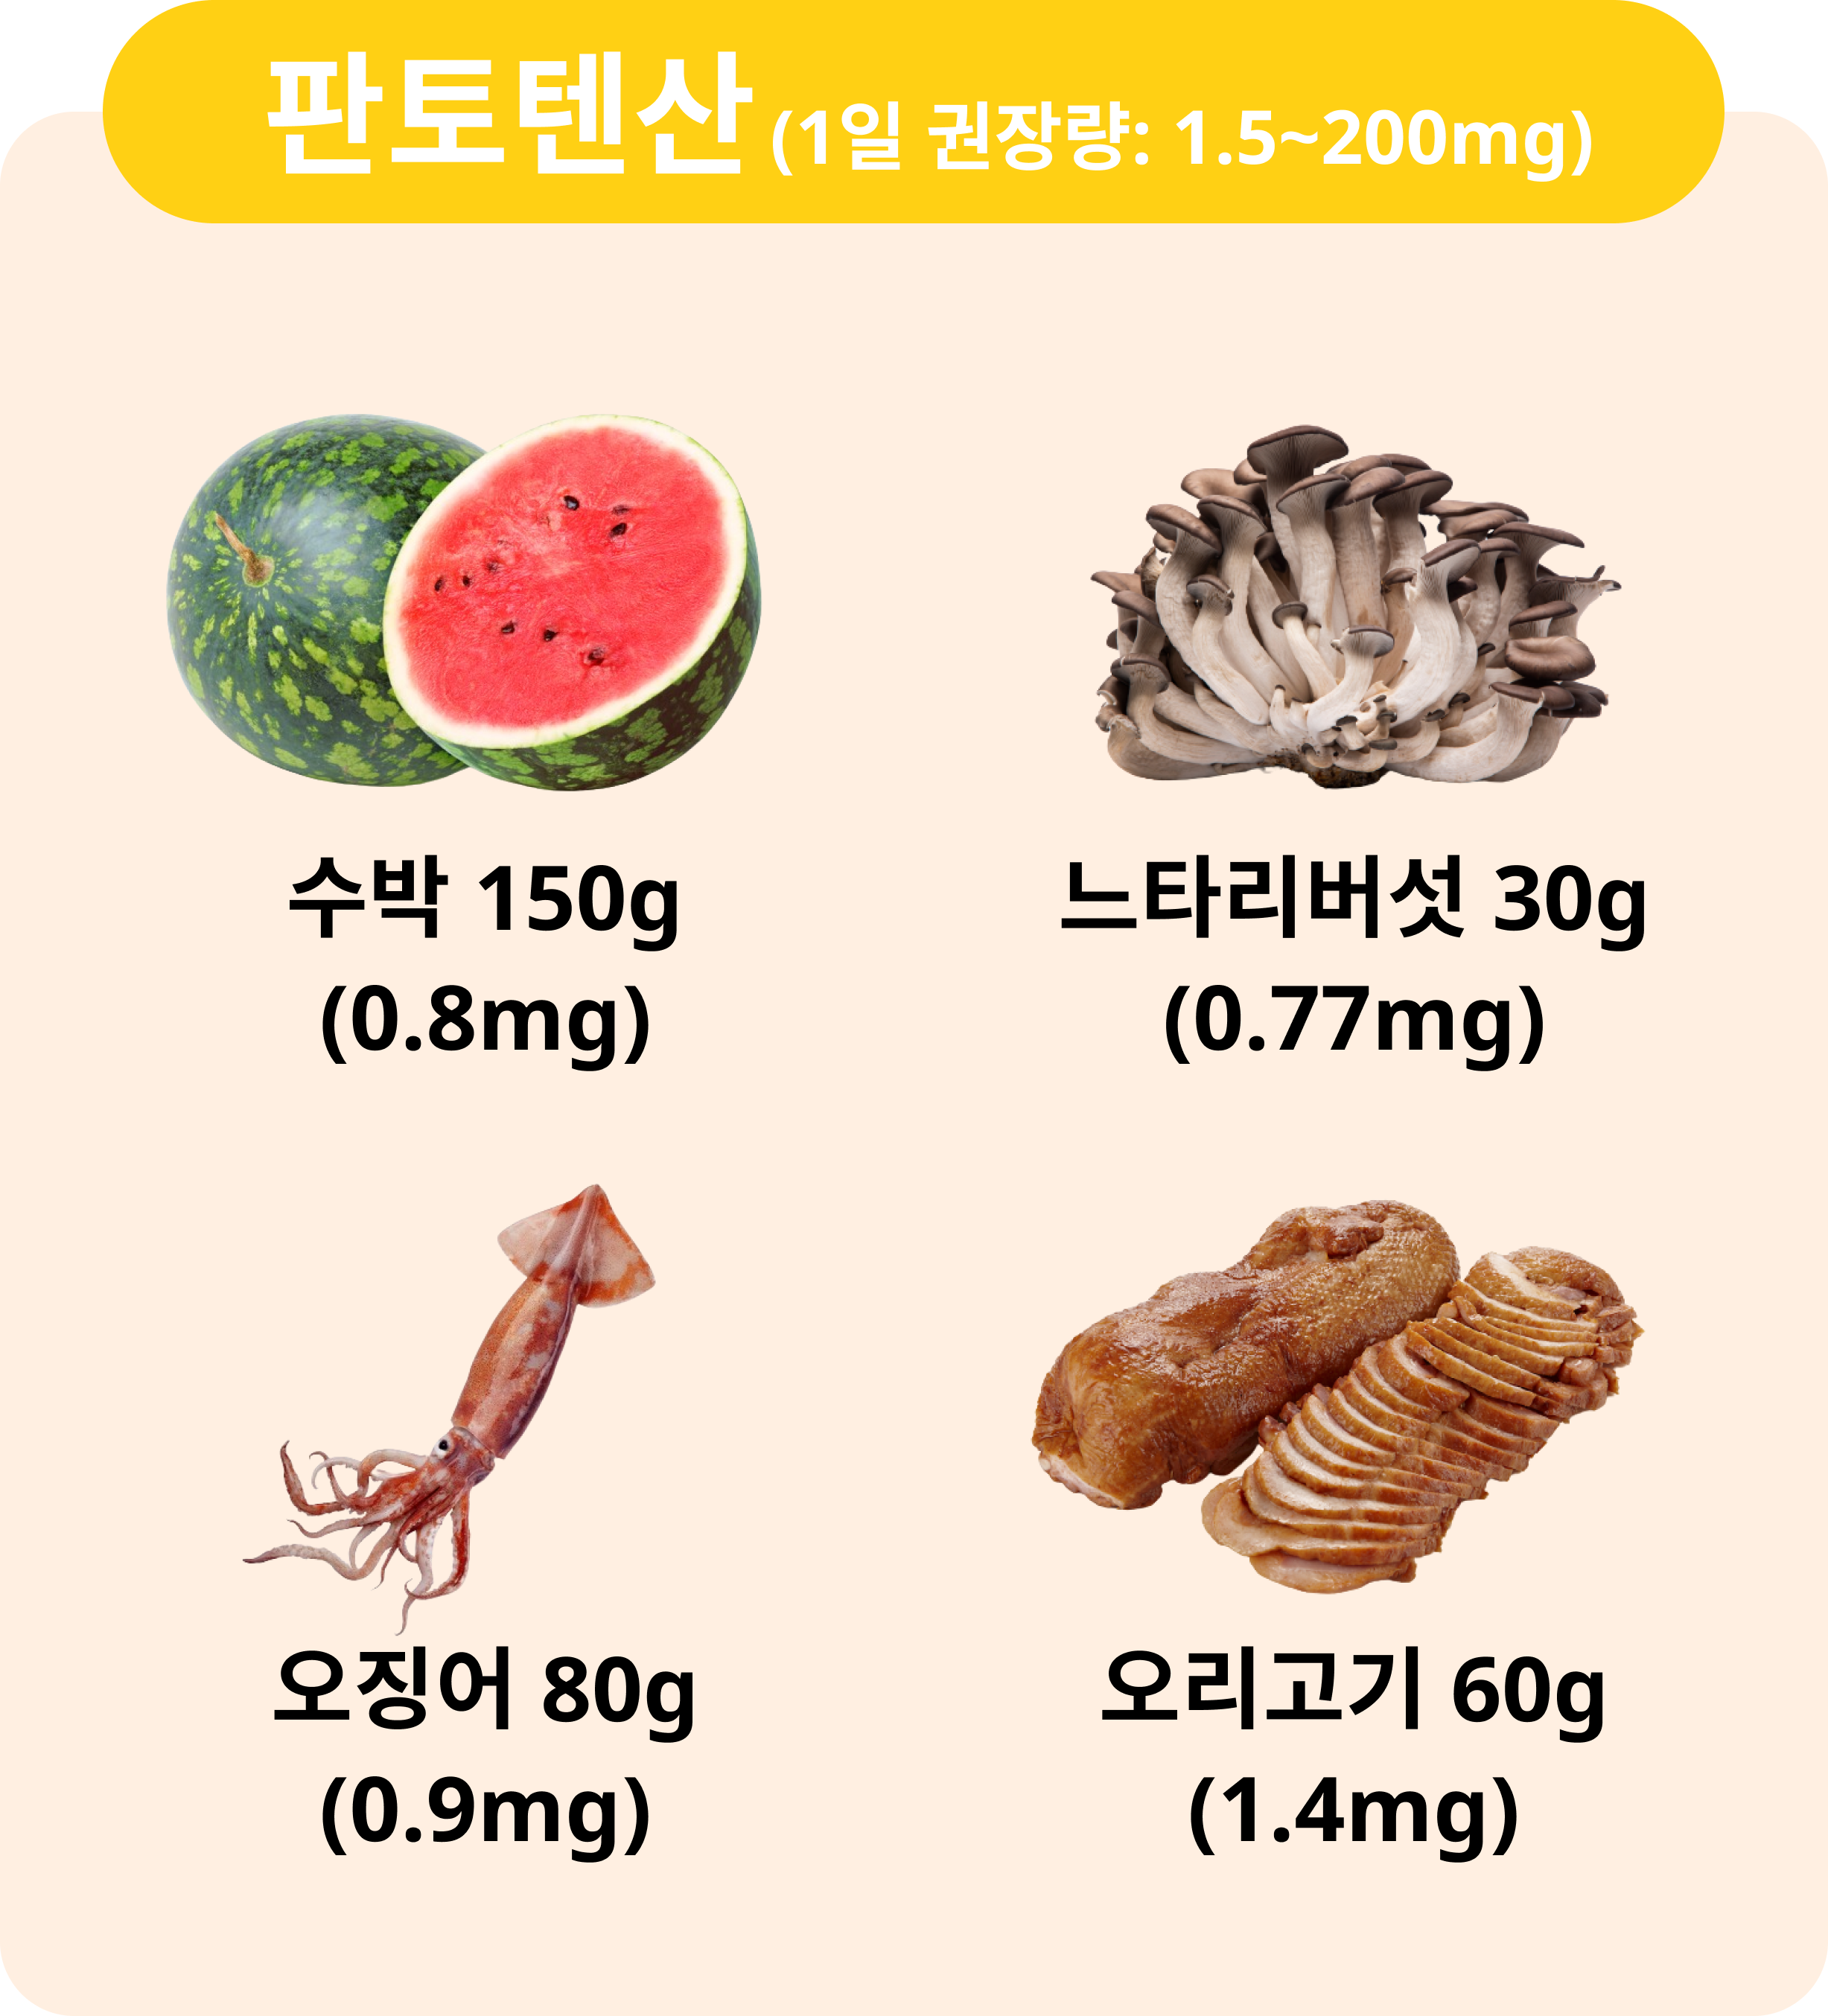 판토텐산 (1일 권장량: 1.5~200mg)
수박 150g
(0.8mg)
느타리버섯 30g
(0.77mg)
오징어 80g
(0.9mg)
오리고기 60g
(1.4mg)